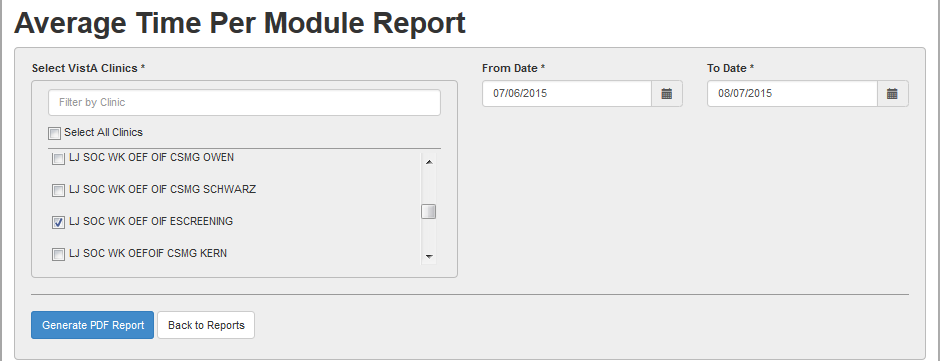 Average Time Per Module Report
Select VistA Clinics *
From Date *
To Date *
Filter by Clinic
07/06/2015
08/07/2015
Select All Clinics
LJ SOC WK OEF OIF CSMG OWEN
LJ SOC WK OEF OIF CSMG SCHWARZ
LJ SOC WK OEF OIF ESCREENING
LJ SOC WK OEFOIF CSMG KERN
Generate PDF Report
Back to Reports